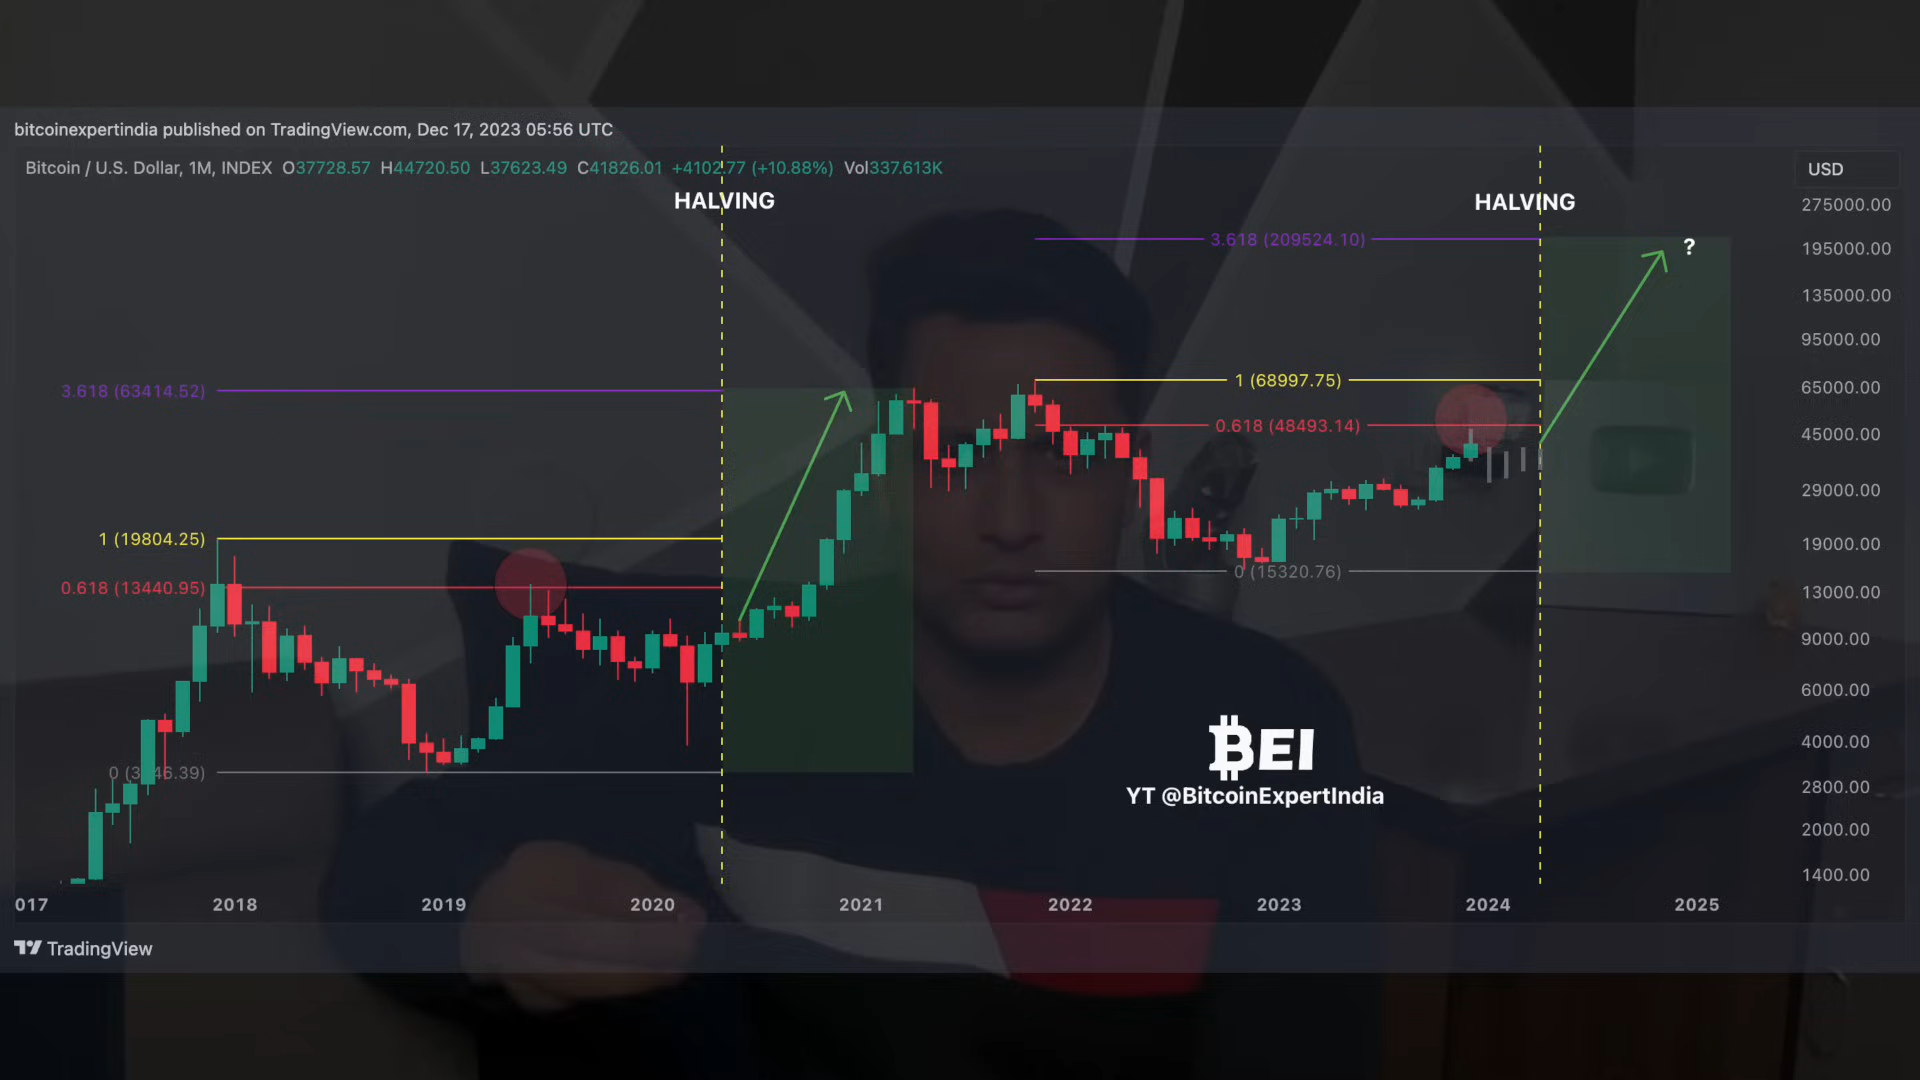 bitcoinexpertindia published on TradingView.com, Dec 17, 2023 05:56 UTC
Bitcoin / U.S. Dollar, 1M, INDEX O37728.57 H44720.50 L37623.49 C41826.01 +4102.77 (+10.88%) Vol337.613K
USD
HALVING
HALVING
275000.00
3.618 (209524.10)
?
195000.00
135000.00
95000.00
3.618 (63414.52)
1 (68997.75)
65000.00
0.618 (48493.14)
45000.00
29000.00
1 (19804.25)
19000.00
0 (15320.76)
0.618 (13440.95)
13000.00
9000.00
6000.00
4000.00
BEI
YT @BitcoinExpertIndia
2800.00
2000.00
1400.00
017 2018 2019 2020 2021 2022 2023 2024 2025
TradingView